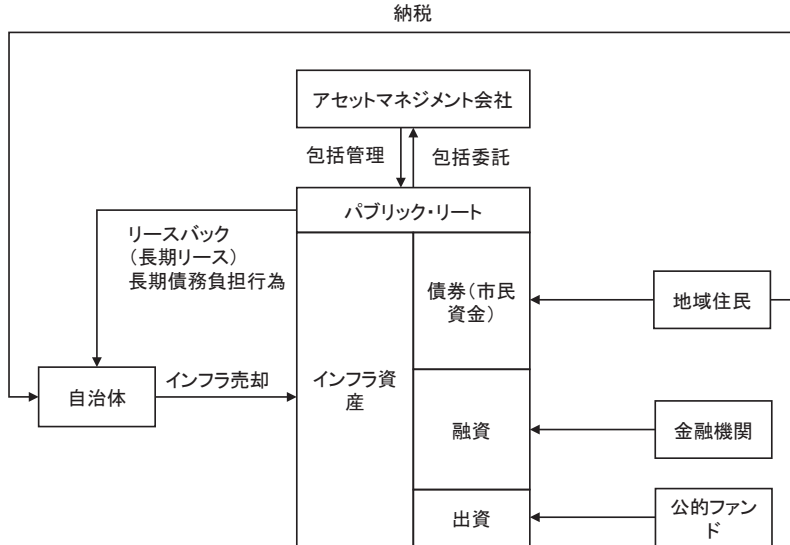 納税
アセットマネジメント会社
包括管理
包括委託
パブリック・リート
リースバック
（長期リース）
長期債務負担行為
債券（市民
資金）
地域住民
自治体
インフラ売却
インフラ資
産
融資
金融機関
出資
公的ファン
ド